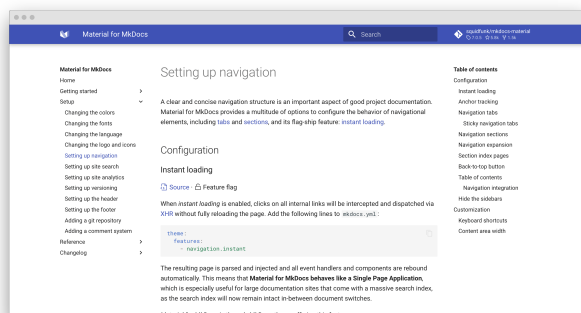 Material for MkDocs
Search
squidfunk/mkdocs-material
7.0.5 5.8k 1.3k
Material for MkDocs
Home
Getting started
Setup
Changing the colors
Changing the fonts
Changing the language
Changing the logo and icons
Setting up navigation
Setting up site search
Setting up site analytics
Setting up versioning
Setting up the header
Setting up the footer
Adding a git repository
Adding a comment system
Reference
Changelog
Setting up navigation
A clear and concise navigation structure is an important aspect of good project documentation.
Material for MkDocs provides a multitude of options to configure the behavior of navigational
elements, including tabs and sections, and its flag-ship feature: instant loading.
Configuration
Instant loading
Source · Feature flag
When instant loading is enabled, clicks on all internal links will be intercepted and dispatched via
XHR without fully reloading the page. Add the following lines to mkdocs.yml:
theme:
features:
- navigation.instant
The resulting page is parsed and injected and all event handlers and components are rebound
automatically. This means that Material for MkDocs behaves like a Single Page Application,
which is especially useful for large documentation sites that come with a massive search index,
as the search index will now remain intact in-between document switches.
Table of contents
Configuration
Instant loading
Anchor tracking
Navigation tabs
Sticky navigation tabs
Navigation sections
Navigation expansion
Section index pages
Back-to-top button
Table of contents
Navigation integration
Hide the sidebars
Customization
Keyboard shortcuts
Content area width